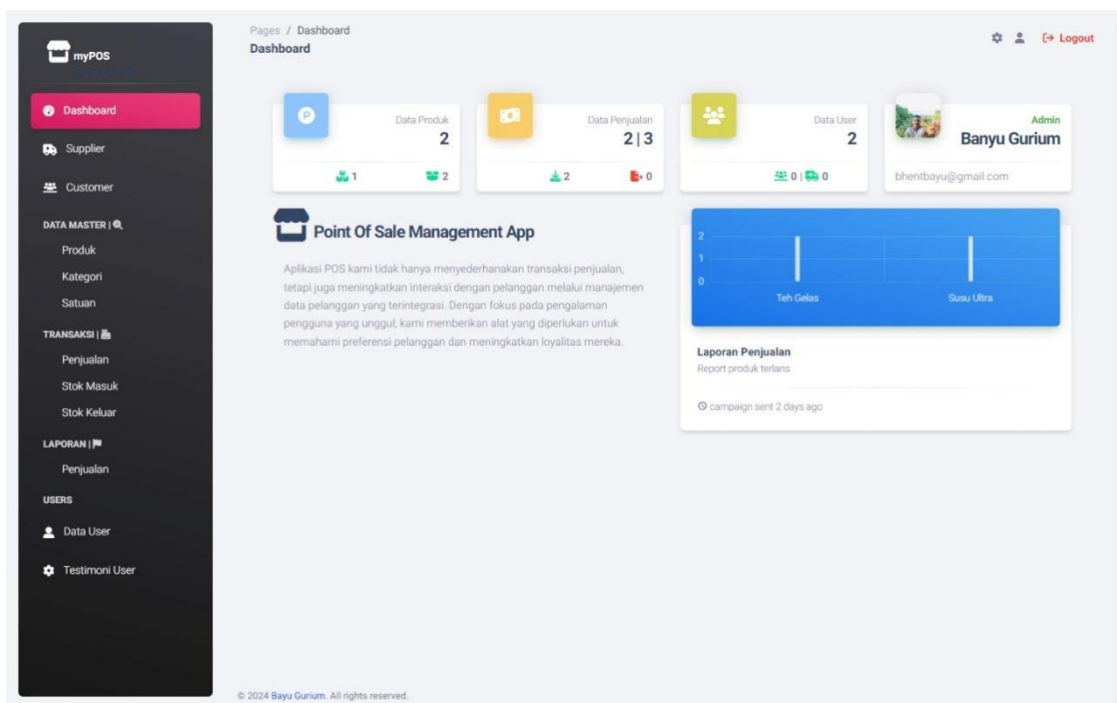 myPOS
Dashboard
Supplier
Customer
DATA MASTER |
Produk
Kategori
Satuan
TRANSAKSI |
Penjualan
Stok Masuk
Stok Keluar
LAPORAN |
Penjualan
USERS
Data User
Testimoni User
Pages / Dashboard
Dashboard
Logout
P
Data Produk
2
1 2
Data Penjualan
2|3
2 0
Data User
2
0 | 0
Admin
Banyu Gurium
bhentbayu@gmail.com
Point Of Sale Management App
Aplikasi POS kami tidak hanya menyederhanakan transaksi penjualan,
tetapi juga meningkatkan interaksi dengan pelanggan melalui manajemen
data pelanggan yang terintegrasi. Dengan fokus pada pengalaman
pengguna yang unggul, kami memberikan alat yang diperlukan untuk
memahami preferensi pelanggan dan meningkatkan loyalitas mereka.
2
1
0
Teh Gelas Susu Ultra
Laporan Penjualan
Report produk terlaris
campaign sent 2 days ago
© 2024 Bayu Gurium. All rights reserved.